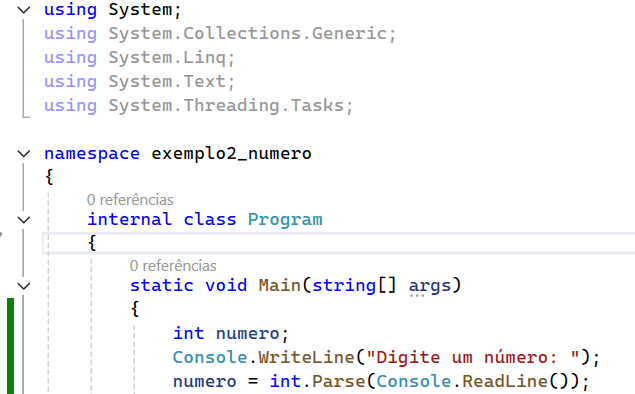 using System;
using System.Collections.Generic;
using System.Linq;
using System.Text;
using System.Threading.Tasks;
namespace exemplo2_numero
{
0 referências
internal class Program
{
0 referências
static void Main(string[] args)
{
int numero;
Console.WriteLine("Digite um número: ");
numero = int.Parse(Console.ReadLine());